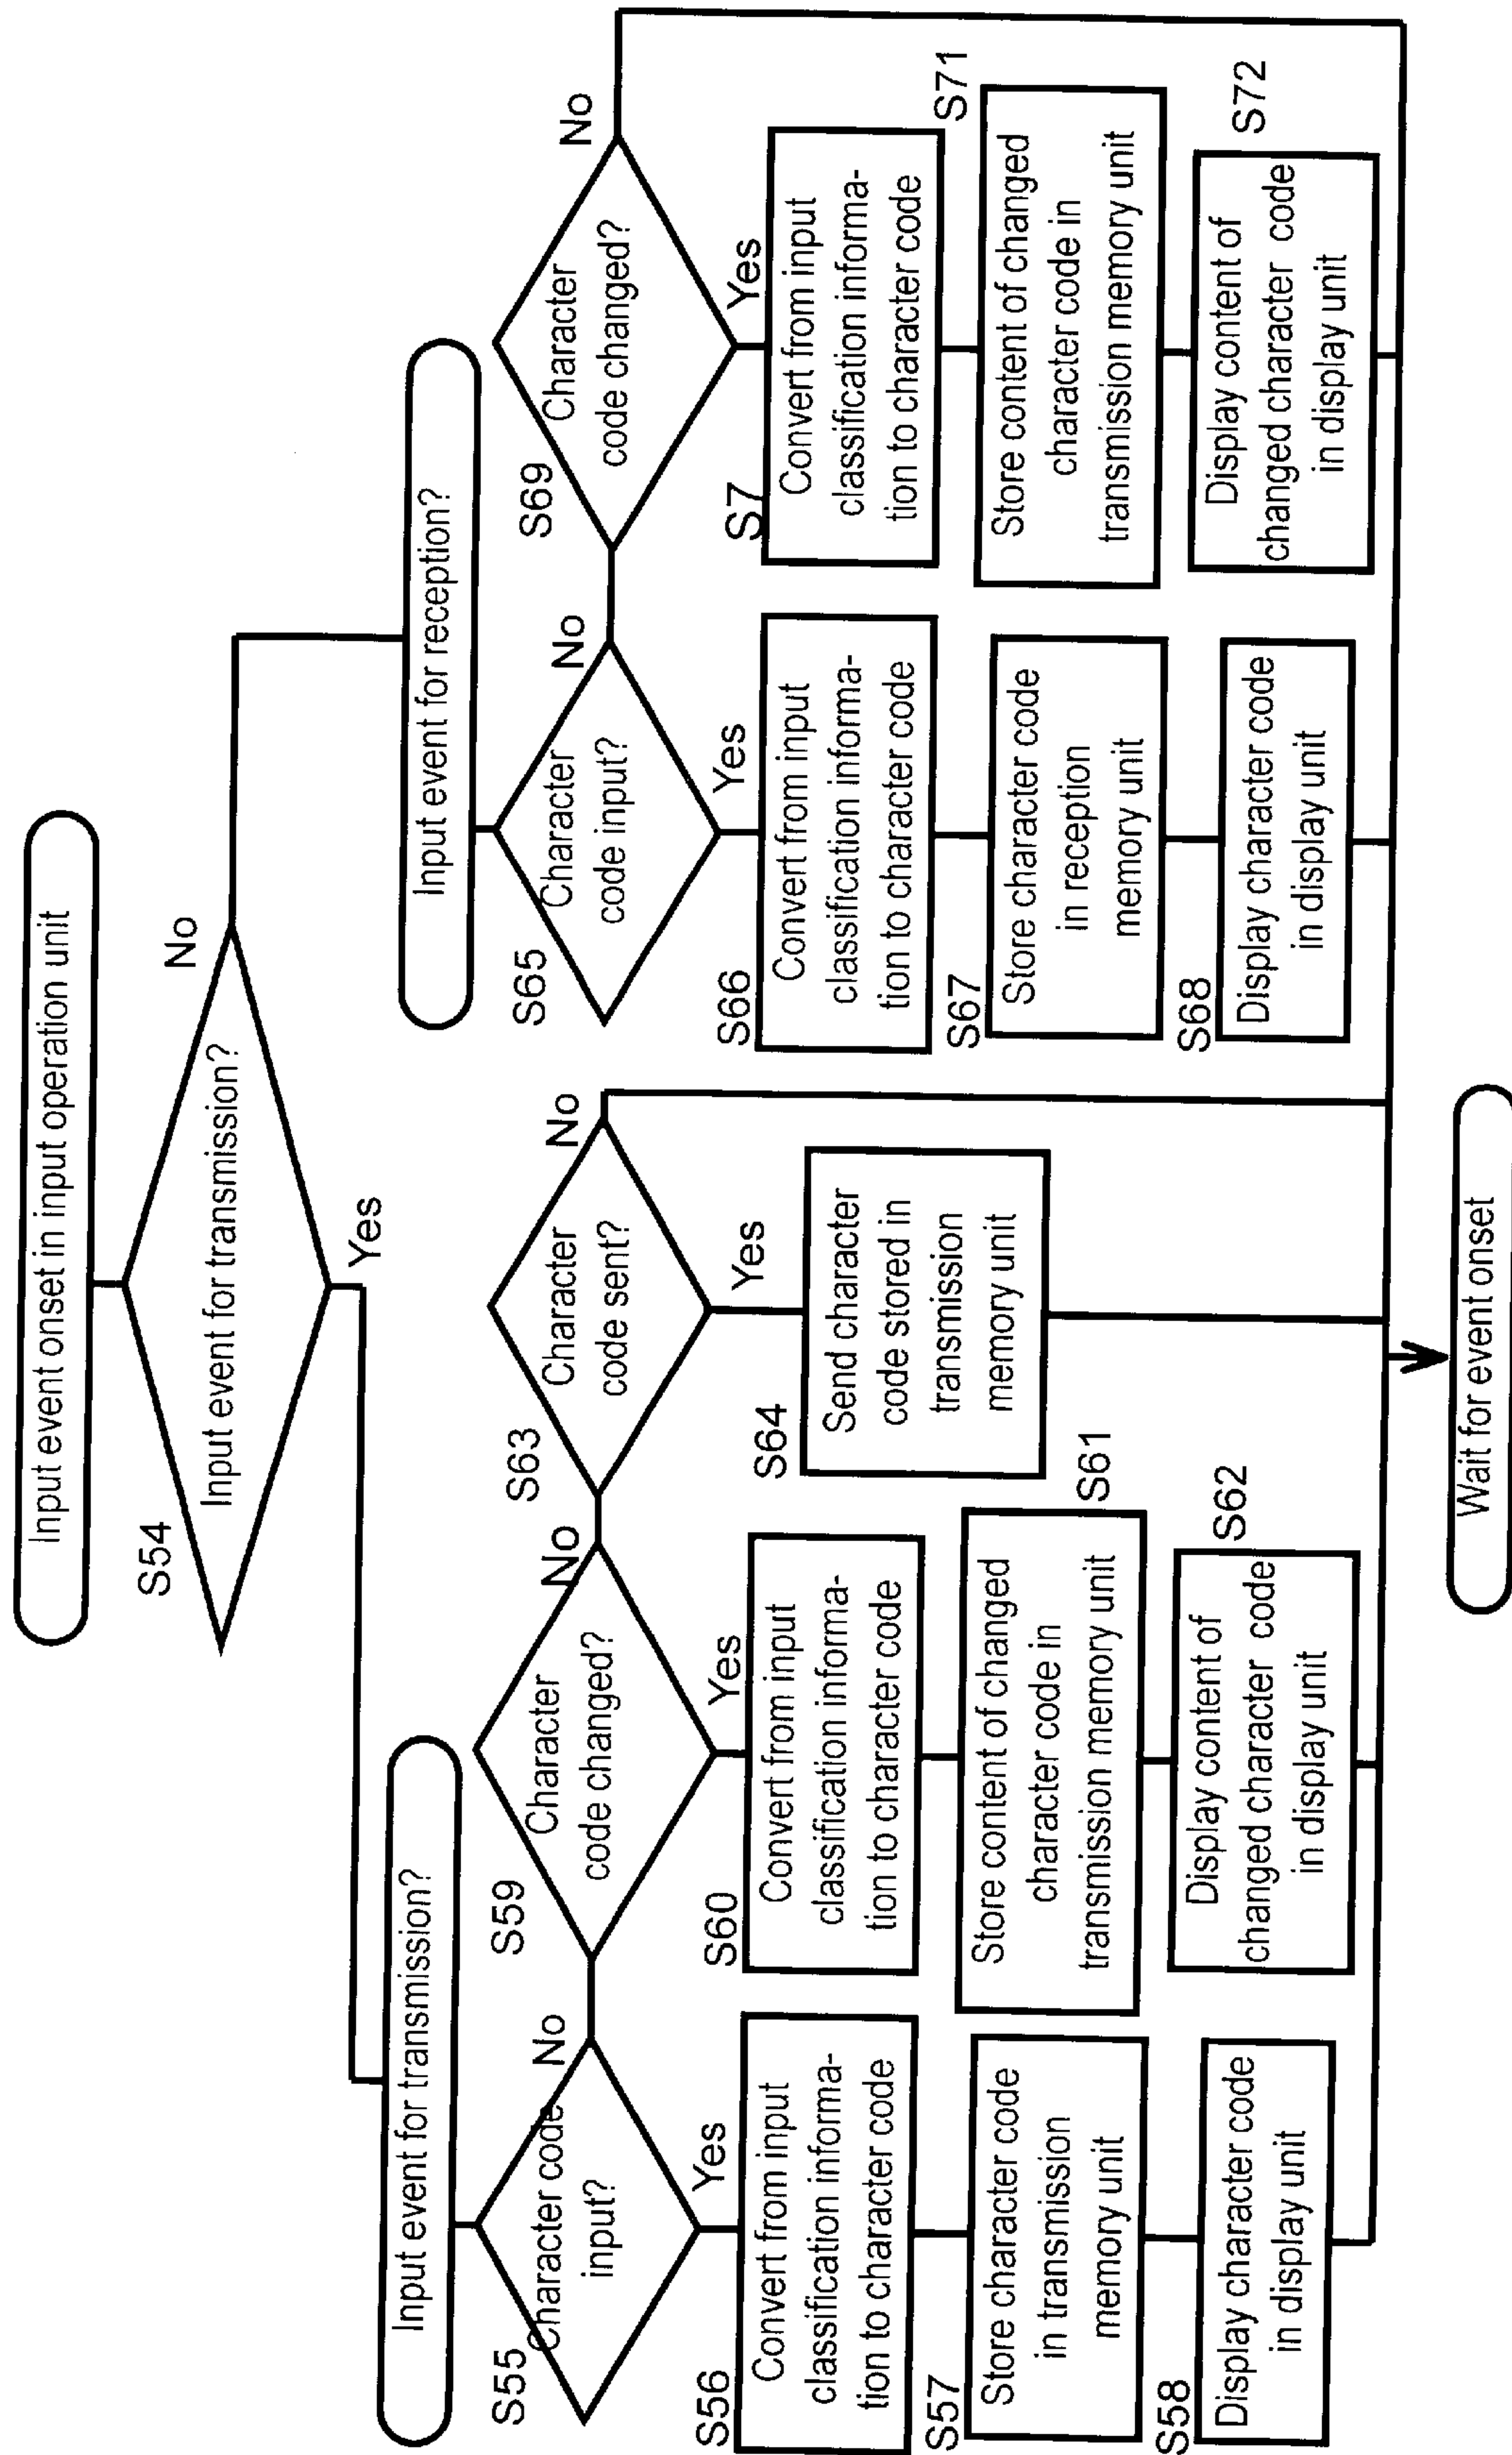 Input event onset in input operation unit
S54
Input event for transmission?
No
Yes
Input event for transmission?
S55
Character code
input?
No
Yes
S56
Convert from input
classification informa-
tion to character code
S57
Store character code
in transmission
memory unit
S58
Display character code
in display unit
S59
Character
code changed?
No
Yes
S60
Convert from input
classification informa-
tion to character code
S61
Store content of changed
character code in
transmission memory unit
S62
Display content of
changed character code
in display unit
S63
Character
code sent?
No
Yes
S64
Send character
code stored in
transmission
memory unit
Input event for reception?
S65
Character
code input?
No
Yes
S66
Convert from input
classification informa-
tion to character code
S67
Store character code
in reception
memory unit
S68
Display character code
in display unit
S69
Character
code changed?
No
Yes
S7
Convert from input
classification informa-
tion to character code
S71
Store content of changed
character code in
transmission memory unit
S72
Display content of
changed character code
in display unit
Wait for event onset